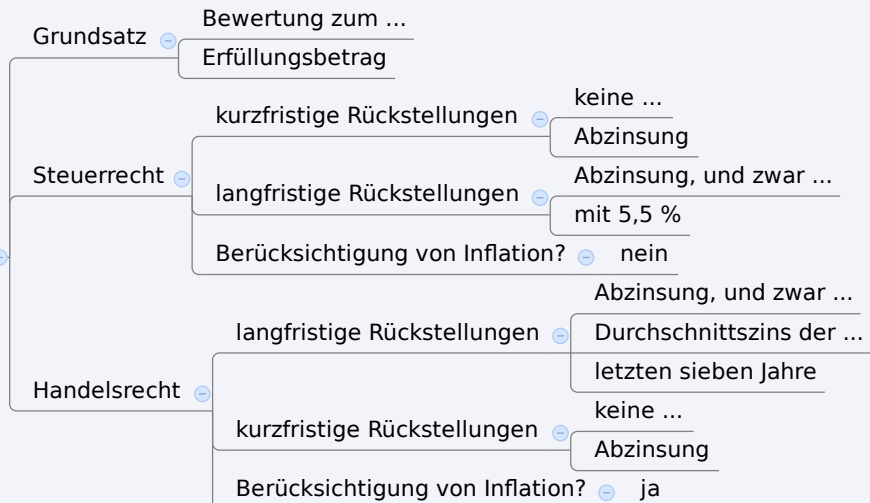 Grundsatz
Bewertung zum ...
Erfüllungsbetrag
Steuerrecht
kurzfristige Rückstellungen
keine ...
Abzinsung
langfristige Rückstellungen
Abzinsung, und zwar ...
mit 5,5 %
Berücksichtigung von Inflation?
nein
Handelsrecht
langfristige Rückstellungen
Abzinsung, und zwar ...
Durchschnittszins der ...
letzten sieben Jahre
kurzfristige Rückstellungen
keine ...
Abzinsung
Berücksichtigung von Inflation?
ja